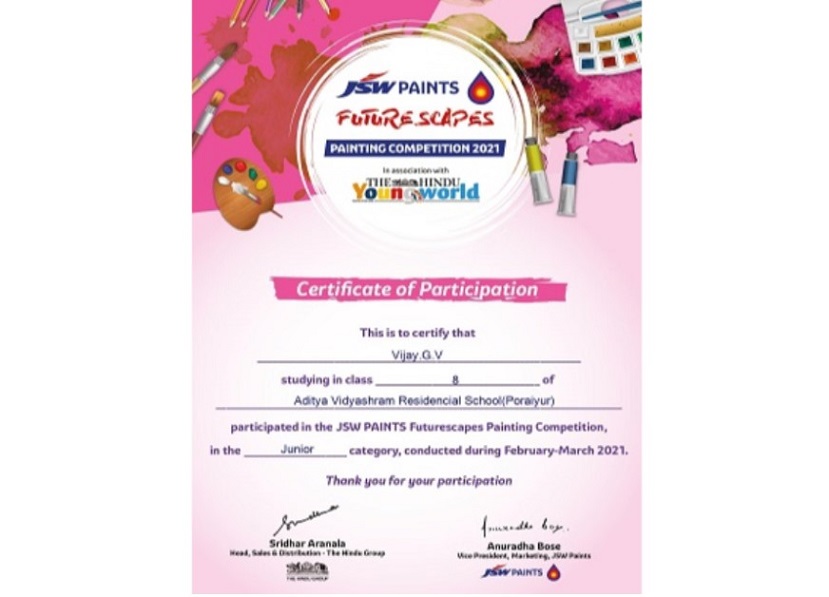 JSW PAINTS
FUTURESCAPES
PAINTING COMPETITION 2021
In association with
THE HINDU
Young world
Certificate of Participation
This is to certify that
Vijay.G.V
studying in class 8 of
Aditya Vidyashram Residencial School(Poraiyur)
participated in the JSW PAINTS Futurescapes Painting Competition,
in the Junior category, conducted during February-March 2021.
Thank you for your participation
Sridhar Aranala
Head, Sales & Distribution - The Hindu Group
THE HINDU GROUP
Anuradha Bose.
Anuradha Bose
Vice President, Marketing, JSW Paints
JSW PAINTS